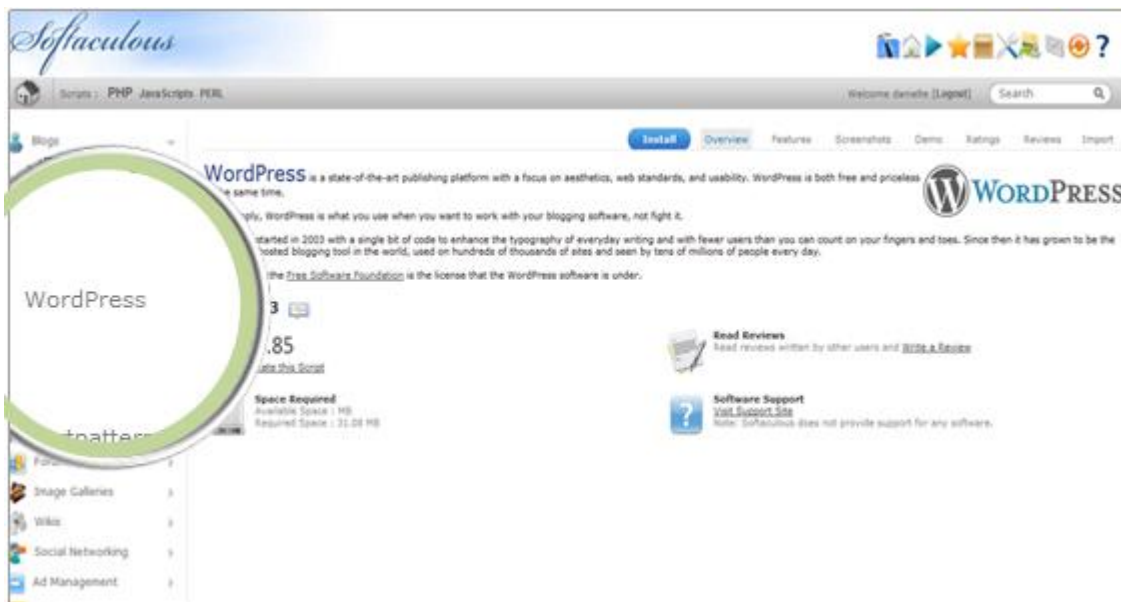 Softaculous
Scripts : PHP JavaScripts PERL
Welcome danielle [Logout] Search
Blogs
Install Overview Features Screenshots Demo Ratings Reviews Import
WordPress is a state-of-the-art publishing platform with a focus on aesthetics, web standards, and usability. WordPress is both free and priceless
same time.
WORDPRESS
WordPress is what you use when you want to work with your blogging software, not fight it.
started in 2003 with a single bit of code to enhance the typography of everyday writing and with fewer users than you can count on your fingers and toes. Since then it has grown to be the
hosted blogging tool in the world, used on hundreds of thousands of sites and seen by tens of millions of people every day.
the Free Software Foundation is the license that the WordPress software is under.
WordPress
3
.85
this Script
Read Reviews
Read reviews written by other users and Write a Review
Space Required
Available Space : MB
Required Space : 31.08 MB
Software Support
Visit Support Site
Note: Softaculous does not provide support for any software.
Image Galleries
Wikis
Social Networking
Ad Management